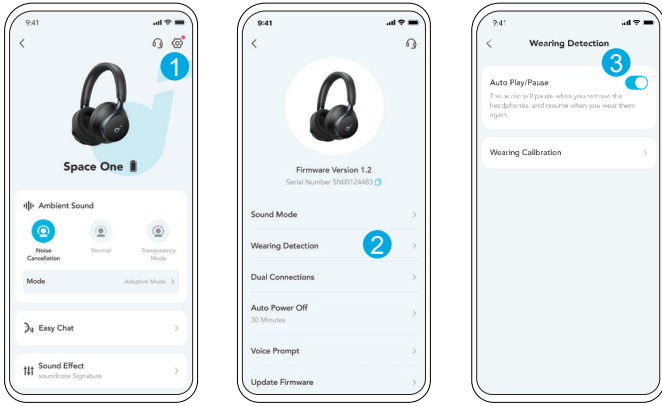 9:41
1
Space One
Ambient Sound
Noise
Cancellation
Normal
Transparency
Mode
Mode
Adaptive Mode
Easy Chat
Sound Effect
soundcore Signature
9:41
Firmware Version 1.2
Serial Number SN00124483
Sound Mode
Wearing Detection
2
Dual Connections
Auto Power Off
30 Minutes
Voice Prompt
Update Firmware
9:41
Wearing Detection
3
Auto Play/Pause
The audio will pause when you remove the
headphones, and resume when you wear them
again.
Wearing Calibration